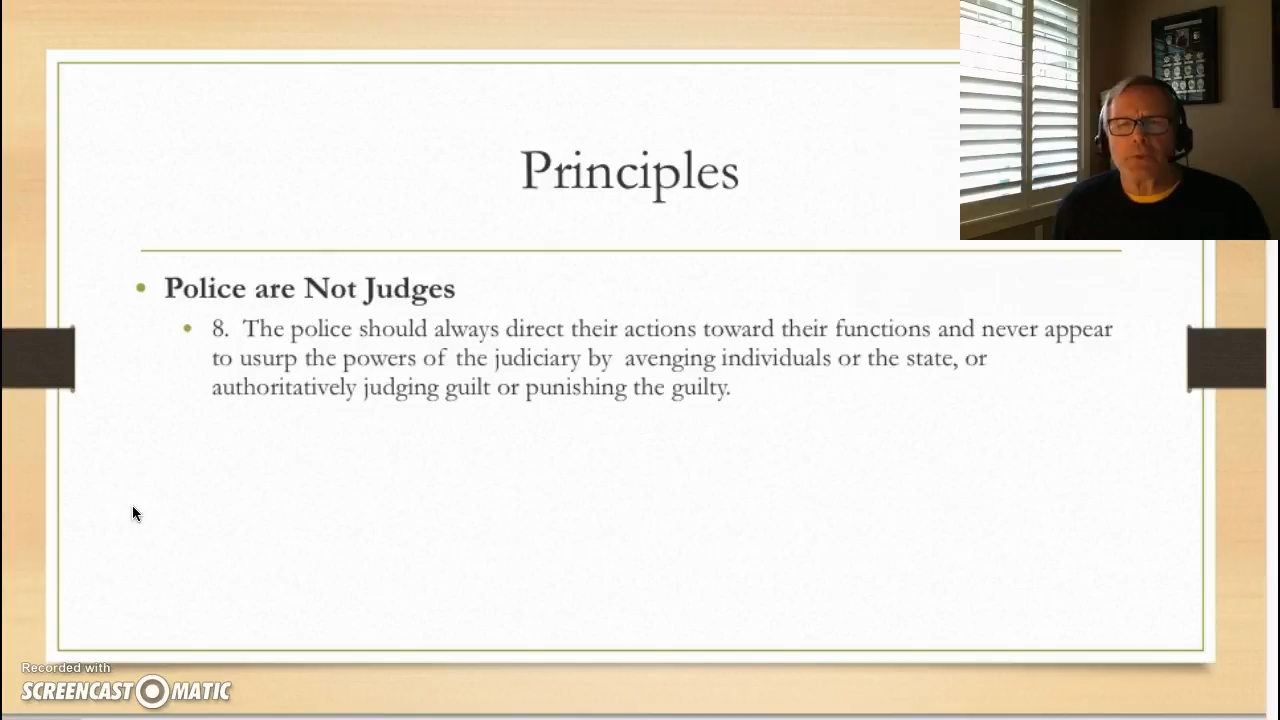 Principles
• Police are Not Judges
• 8. The police should always direct their actions toward their functions and never appear
to usurp the powers of the judiciary by avenging individuals or the state, or
authoritatively judging guilt or punishing the guilty.
Recorded with
SCREENCAST MATIC